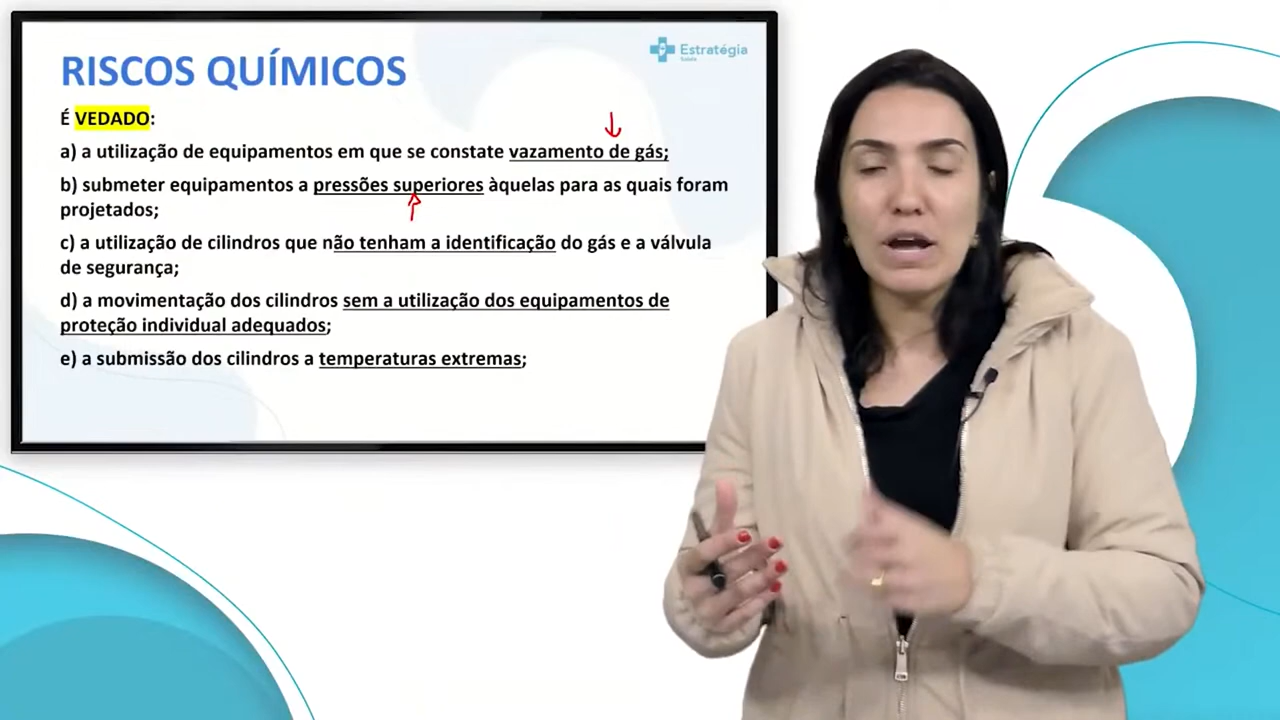 RISCOS QUÍMICOS
Estratégia
Saúde
É VEDADO:
a) a utilização de equipamentos em que se constate vazamento de gás;
b) submeter equipamentos a pressões superiores àquelas para as quais foram
projetados;
c) a utilização de cilindros que não tenham a identificação do gás e a válvula
de segurança;
d) a movimentação dos cilindros sem a utilização dos equipamentos de
proteção individual adequados;
e) a submissão dos cilindros a temperaturas extremas;